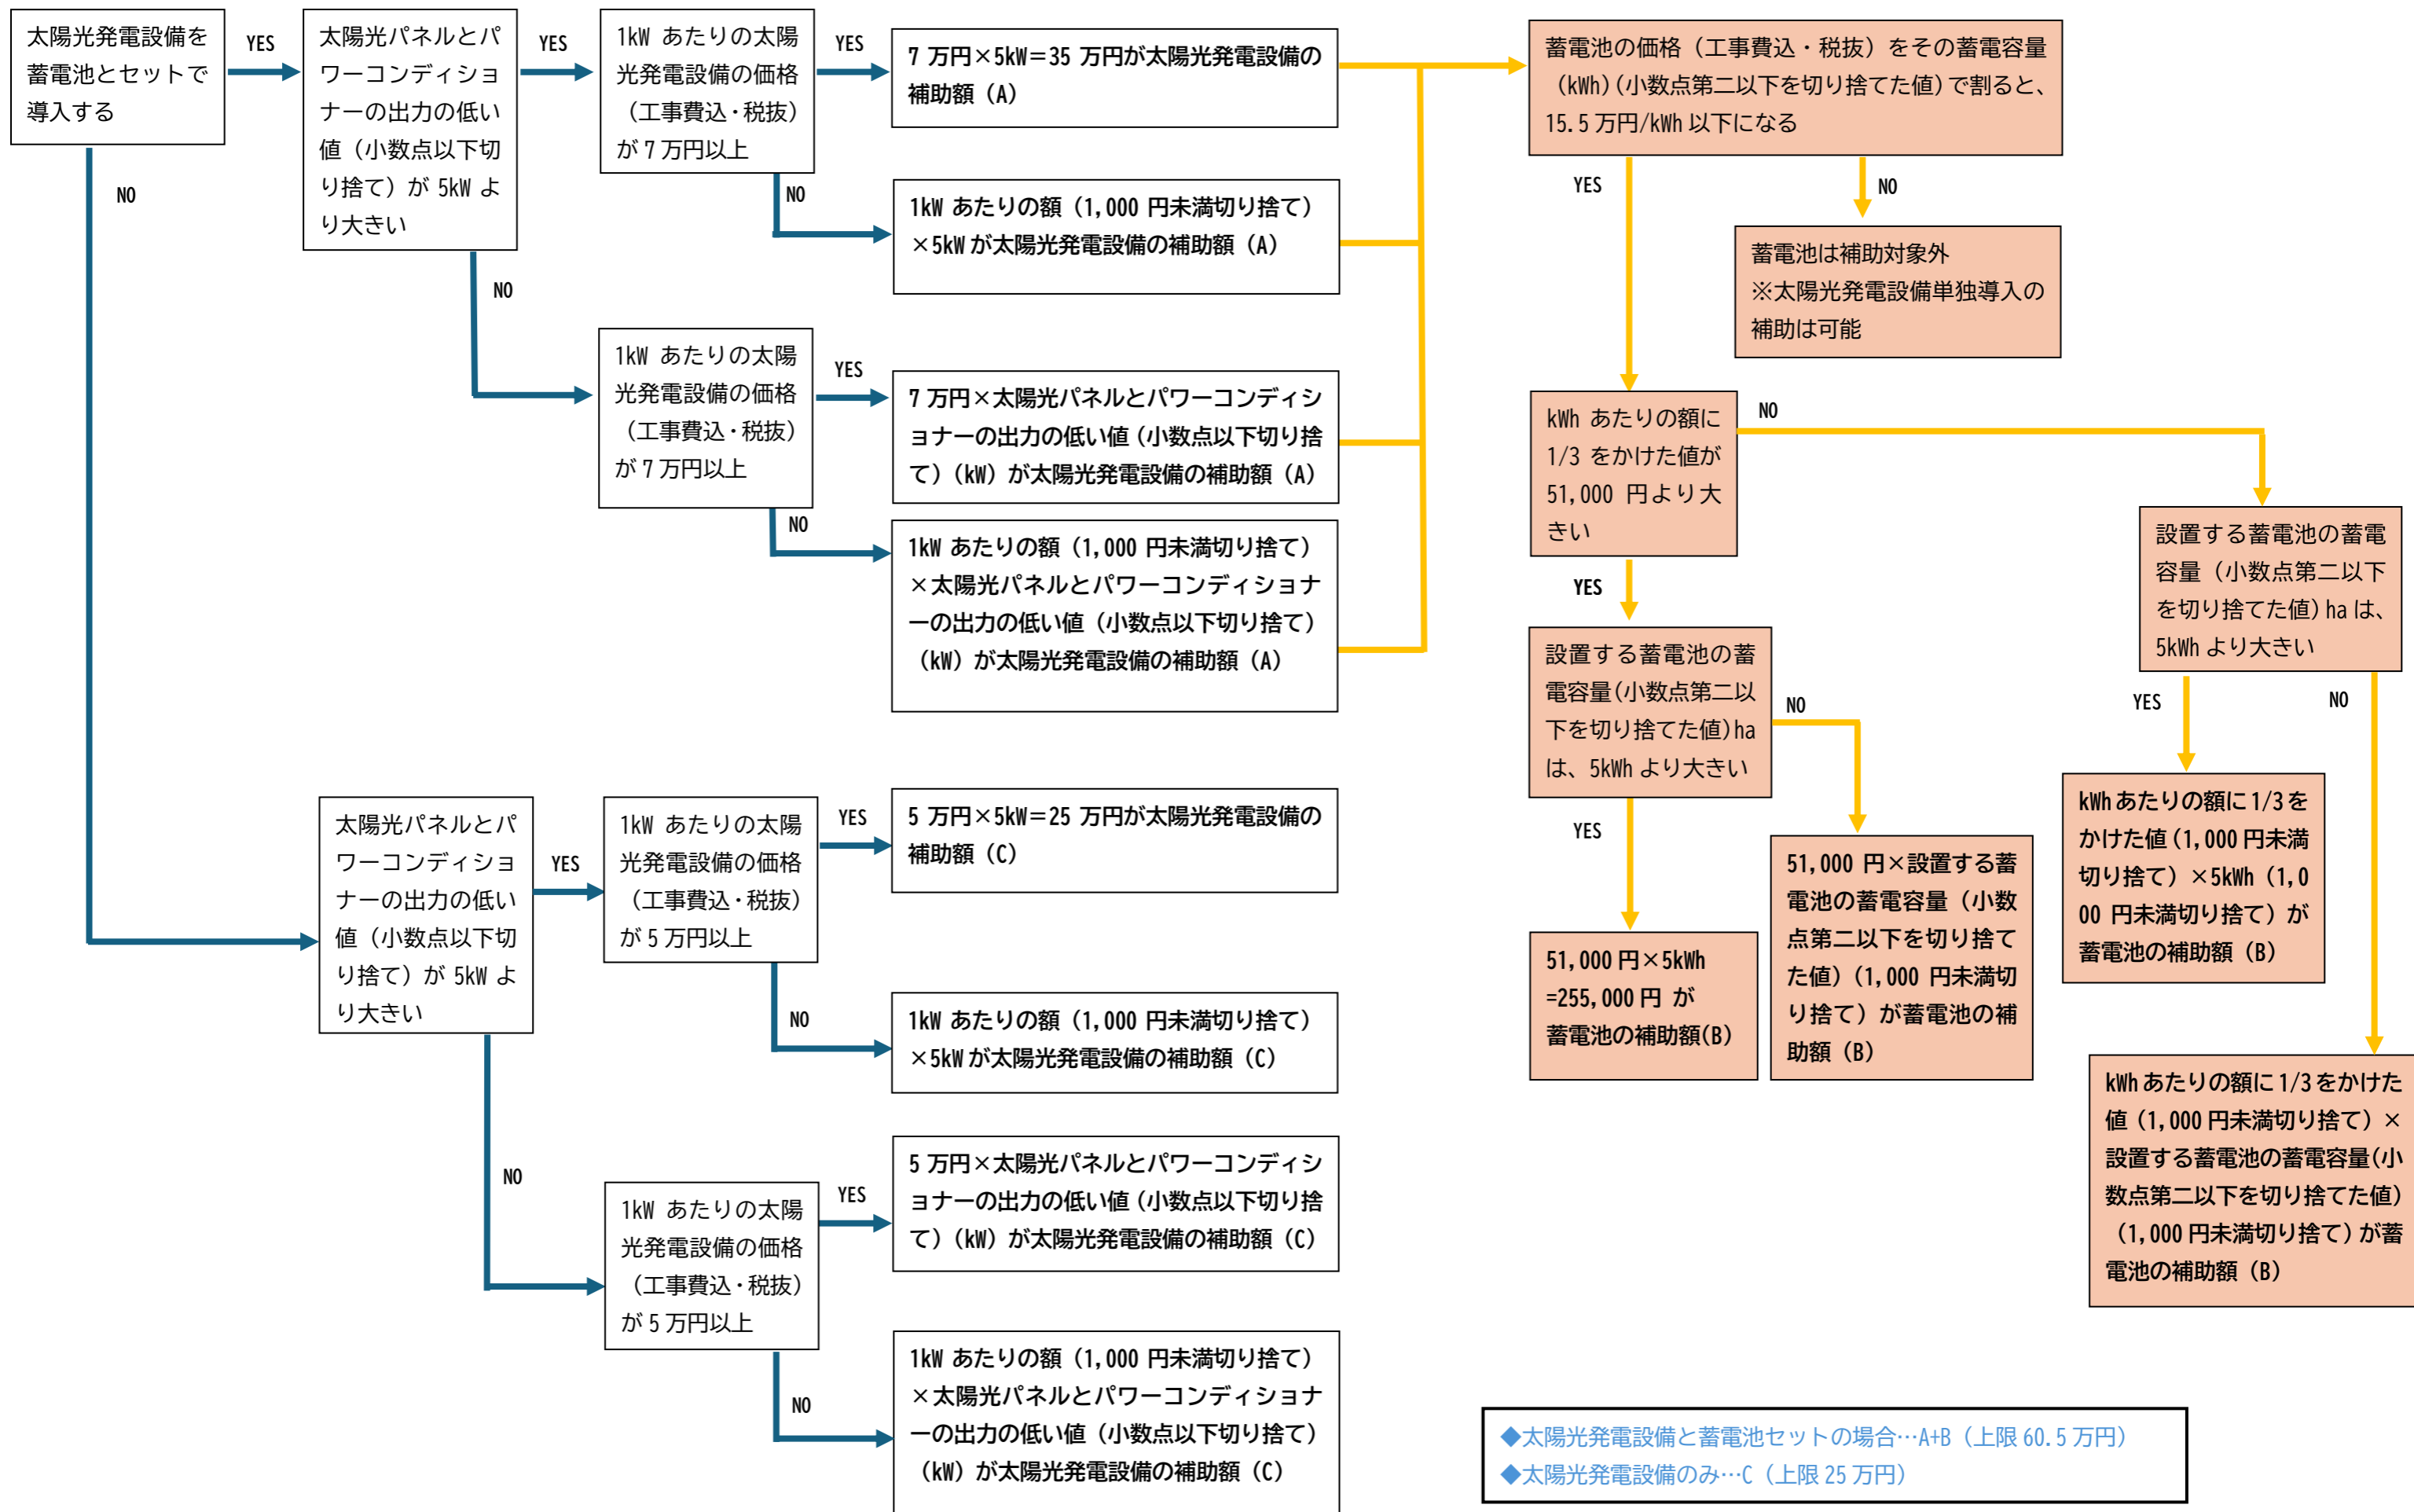 太陽光発電設備を
蓄電池とセットで
導入する
YES
NO
太陽光パネルとパ
ワーコンディショ
ナーの出力の低い
値（小数点以下切
り捨て）が 5kW よ
り大きい
YES
NO
1kW あたりの太陽
光発電設備の価格
（工事費込・税抜）
が 7 万円以上
YES
NO
7 万円×5kW＝35 万円が太陽光発電設備の
補助額（A）
1kW あたりの額（1,000 円未満切り捨て）
×5kW が太陽光発電設備の補助額（A）
1kW あたりの太陽
光発電設備の価格
（工事費込・税抜）
が 7 万円以上
YES
NO
7 万円×太陽光パネルとパワーコンディシ
ョナーの出力の低い値（小数点以下切り捨
て）（kW）が太陽光発電設備の補助額（A）
1kW あたりの額（1,000 円未満切り捨て）
×太陽光パネルとパワーコンディショナ
ーの出力の低い値（小数点以下切り捨て）
（kW）が太陽光発電設備の補助額（A）
太陽光パネルとパ
ワーコンディショ
ナーの出力の低い
値（小数点以下切
り捨て）が 5kW よ
り大きい
YES
NO
1kW あたりの太陽
光発電設備の価格
（工事費込・税抜）
が 5 万円以上
YES
NO
5 万円×5kW＝25 万円が太陽光発電設備の
補助額（C）
1kW あたりの額（1,000 円未満切り捨て）
×5kW が太陽光発電設備の補助額（C）
1kW あたりの太陽
光発電設備の価格
（工事費込・税抜）
が 5 万円以上
YES
NO
5 万円×太陽光パネルとパワーコンディシ
ョナーの出力の低い値（小数点以下切り捨
て）（kW）が太陽光発電設備の補助額（C）
1kW あたりの額（1,000 円未満切り捨て）
×太陽光パネルとパワーコンディショナ
ーの出力の低い値（小数点以下切り捨て）
（kW）が太陽光発電設備の補助額（C）
蓄電池の価格（工事費込・税抜）をその蓄電容量
（kWh）（小数点第二以下を切り捨てた値）で割ると、
15.5 万円/kWh 以下になる
YES
NO
蓄電池は補助対象外
※太陽光発電設備単独導入の
補助は可能
kWh あたりの額に
1/3 をかけた値が
51,000 円より大
きい
NO
YES
設置する蓄電池の蓄
電容量（小数点第二以
下を切り捨てた値）ha
は、5kWh より大きい
NO
YES
51,000 円×5kWh
=255,000 円 が
蓄電池の補助額(B)
51,000 円×設置する蓄
電池の蓄電容量（小数
点第二以下を切り捨て
た値）（1,000 円未満切
り捨て）が蓄電池の補
助額（B）
設置する蓄電池の蓄電
容量（小数点第二以下
を切り捨てた値）ha は、
5kWh より大きい
YES
NO
kWh あたりの額に 1/3 を
かけた値（1,000 円未満
切り捨て）×5kWh（1,0
00 円未満切り捨て）が
蓄電池の補助額（B）
kWh あたりの額に 1/3 をかけた
値（1,000 円未満切り捨て）×
設置する蓄電池の蓄電容量（小
数点第二以下を切り捨てた値）
（1,000 円未満切り捨て）が蓄
電池の補助額（B）
◆太陽光発電設備と蓄電池セットの場合…A+B（上限 60.5 万円）
◆太陽光発電設備のみ…C（上限 25 万円）